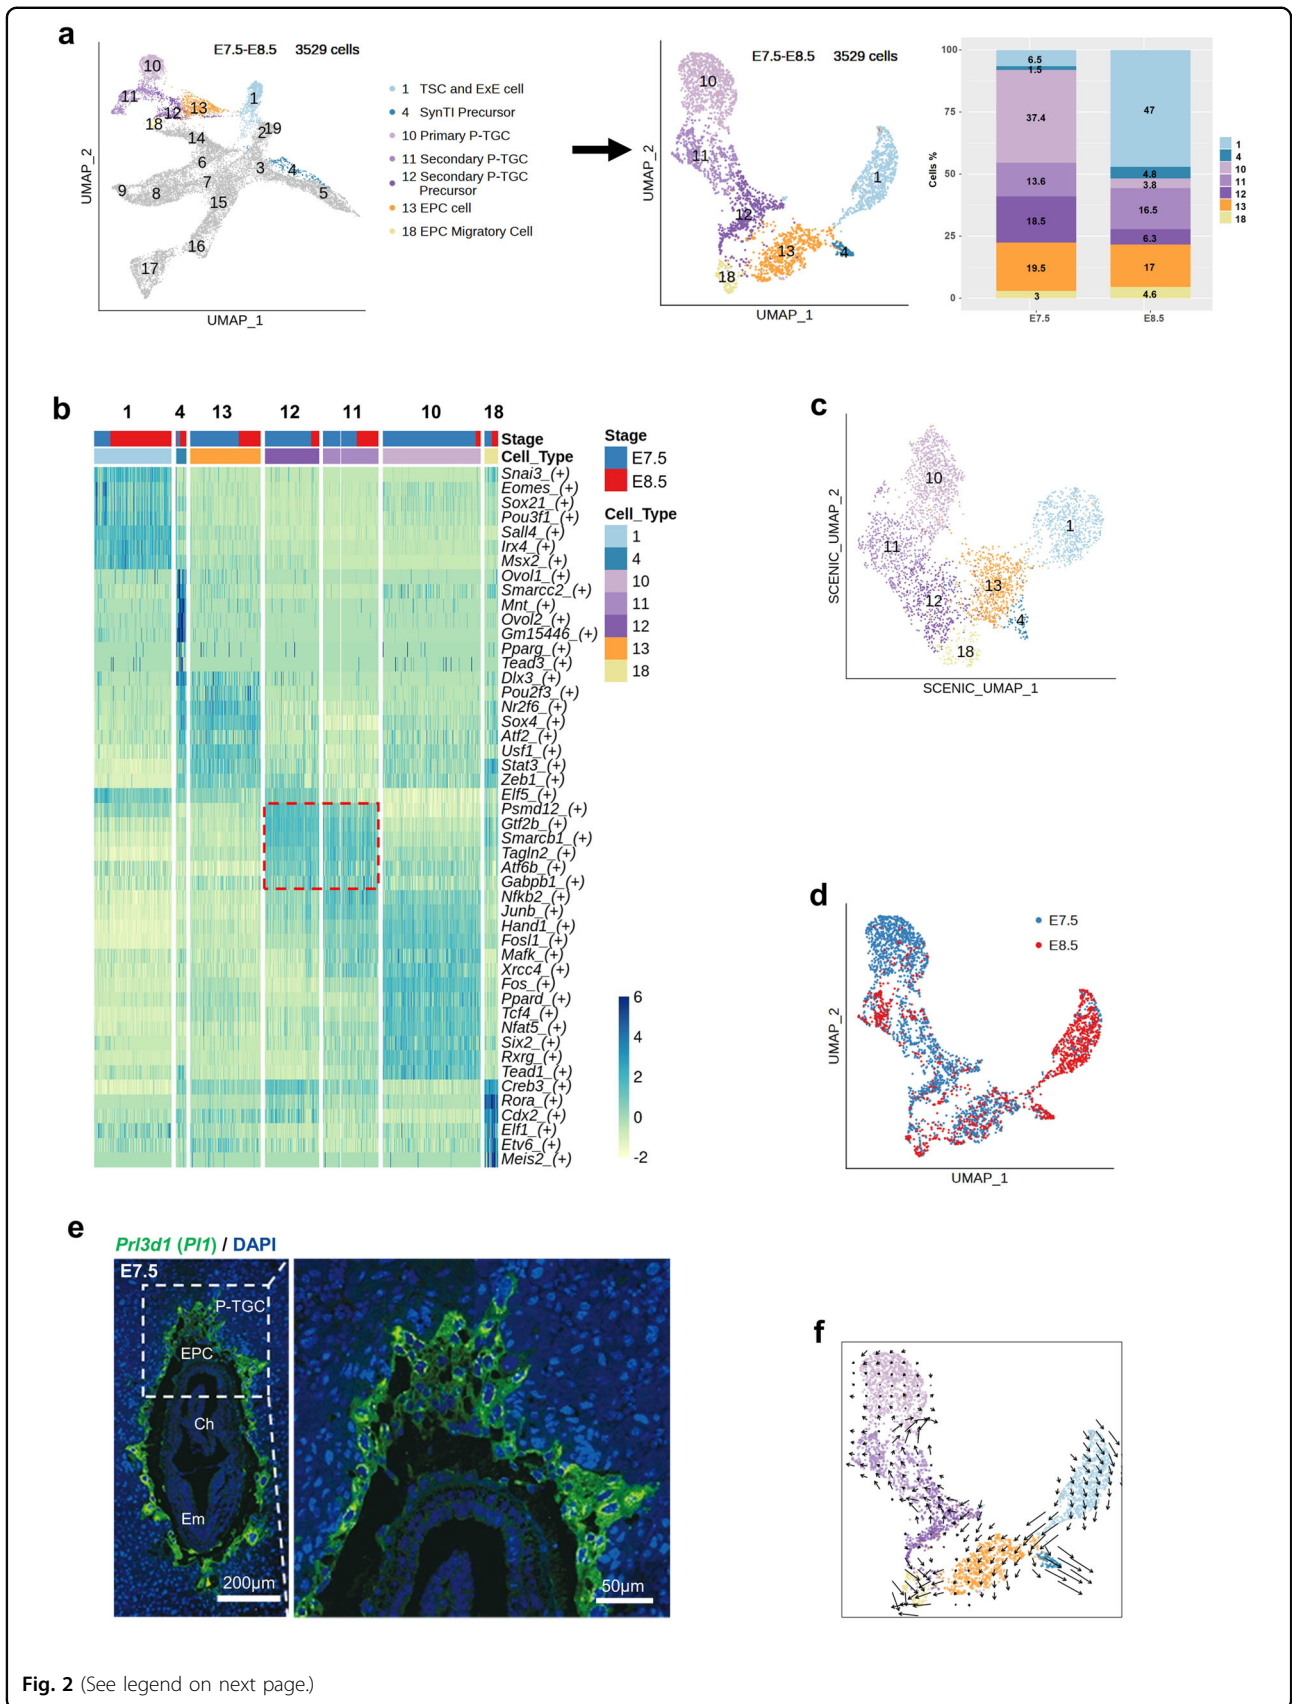 a
E7.5-E8.5 3529 cells
10
11
12
13
18
14
1
2
19
3
4
5
6
7
8
9
15
16
17
UMAP_2
UMAP_1
1 TSC and ExE cell
4 SynTI Precursor
10 Primary P-TGC
11 Secondary P-TGC
12 Secondary P-TGC
Precursor
13 EPC cell
18 EPC Migratory Cell
E7.5-E8.5 3529 cells
10
11
12
13
18
4
1
UMAP_2
UMAP_1
Cells %
100
75
50
25
0
6.5
1.5
37.4
13.6
18.5
19.5
3
47
4.8
3.8
16.5
6.3
17
4.6
E7.5
E8.5
1
4
10
11
12
13
18
b
1 4 13 12 11 10 18
Stage
Cell_Type
Snai3_(+)
Eomes_(+)
Sox21_(+)
Pou3f1_(+)
Sall4_(+)
Irx4_(+)
Msx2_(+)
Ovol1_(+)
Smarcc2_(+)
Mnt_(+)
Ovol2_(+)
Gm15446_(+)
Pparg_(+)
Tead3_(+)
Dlx3_(+)
Pou2f3_(+)
Nr2f6_(+)
Sox4_(+)
Atf2_(+)
Usf1_(+)
Stat3_(+)
Zeb1_(+)
Elf5_(+)
Psmd12_(+)
Gtf2b_(+)
Smarcb1_(+)
Tagln2_(+)
Atf6b_(+)
Gabpb1_(+)
Nfkb2_(+)
Junb_(+)
Hand1_(+)
Fosl1_(+)
Mafk_(+)
Xrcc4_(+)
Fos_(+)
Ppard_(+)
Tcf4_(+)
Nfat5_(+)
Six2_(+)
Rxrg_(+)
Tead1_(+)
Creb3_(+)
Rora_(+)
Cdx2_(+)
Elf1_(+)
Etv6_(+)
Meis2_(+)
Stage
E7.5
E8.5
Cell_Type
1
4
10
11
12
13
18
6
4
2
0
-2
c
10
11
12
13
18
4
1
SCENIC_UMAP_2
SCENIC_UMAP_1
d
E7.5
E8.5
UMAP_2
UMAP_1
e
Prl3d1 (Pl1) / DAPI
E7.5
P-TGC
EPC
Ch
Em
200μm
50μm
f
Fig. 2 (See legend on next page.)